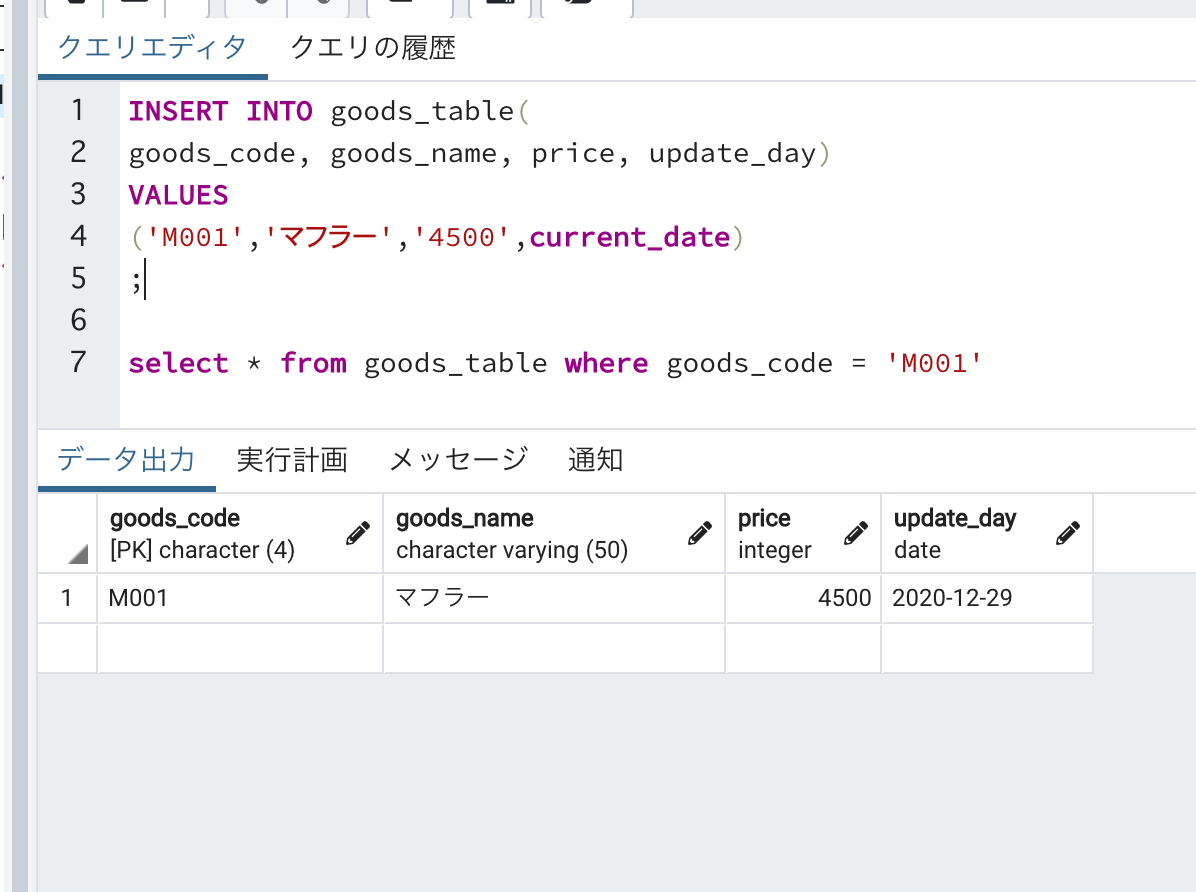 クエリエディタ クエリの履歴
1 INSERT INTO goods_table(
2 goods_code, goods_name, price, update_day)
3 VALUES
4 ('M001','マフラー','4500',current_date)
5 ;
6
7 select * from goods_table where goods_code = 'M001'
データ出力 実行計画 メッセージ 通知
goods_code goods_name price update_day
[PK] character (4) character varying (50) integer date
1 M001 マフラー 4500 2020-12-29